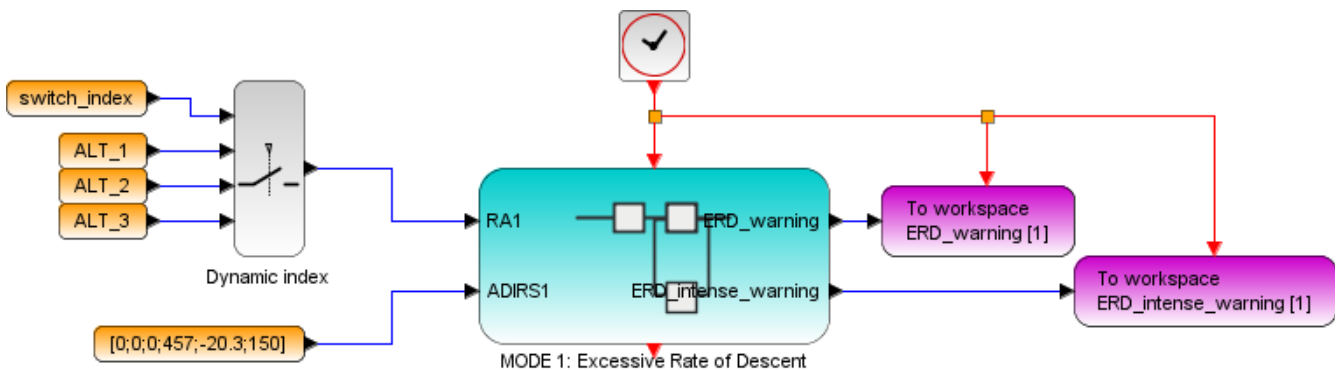 switch_index
ALT_1
ALT_2
ALT_3
Dynamic index
[0;0;0;457;-20.3;150]
RA1
ADIRS1
ERD_warning
ERD_intense_warning
MODE 1: Excessive Rate of Descent
To workspace
ERD_warning [1]
To workspace
ERD_intense_warning [1]